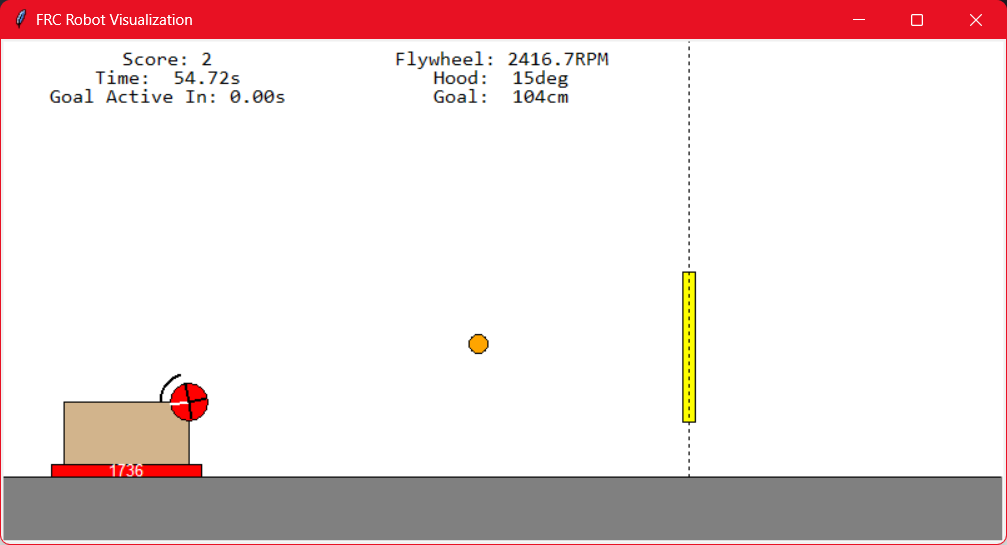 FRC Robot Visualization
Score: 2
Time:  54.72s
Goal Active In: 0.00s
Flywheel: 2416.7RPM
Hood:  15deg
Goal:  104cm
1736